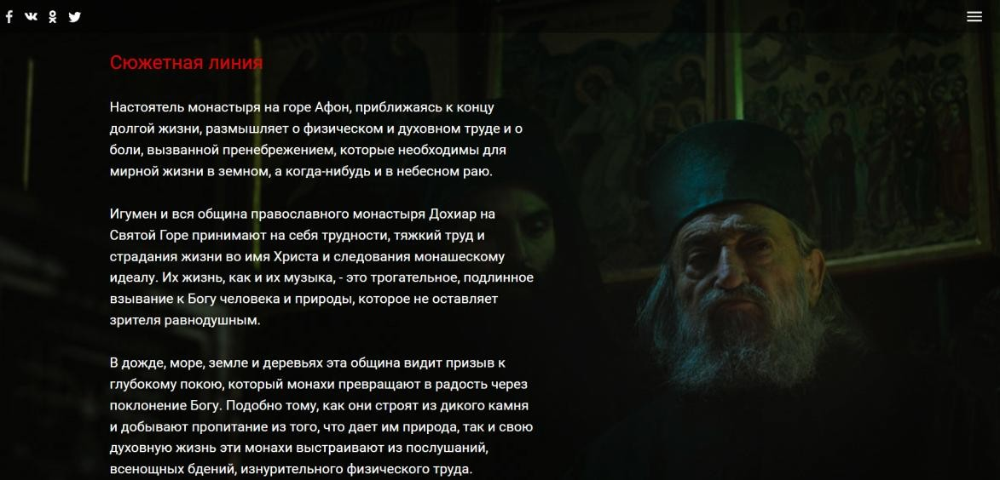 Сюжетная линия
Настоятель монастыря на горе Афон, приближаясь к концу
долгой жизни, размышляет о физическом и духовном труде и о
боли, вызванной пренебрежением, которые необходимы для
мирной жизни в земном, а когда-нибудь и в небесном раю.
Игумен и вся община православного монастыря Дохиар на
Святой Горе принимают на себя трудности, тяжкий труд и
страдания жизни во имя Христа и следования монашескому
идеалу. Их жизнь, как и их музыка, - это трогательное, подлинное
взывание к Богу человека и природы, которое не оставляет
зрителя равнодушным.
В дожде, море, земле и деревьях эта община видит призыв к
глубокому покою, который монахи превращают в радость через
поклонение Богу. Подобно тому, как они строят из дикого камня
и добывают пропитание из того, что дает им природа, так и свою
духовную жизнь эти монахи выстраивают из послушаний,
всенощных бдений, изнурительного физического труда.